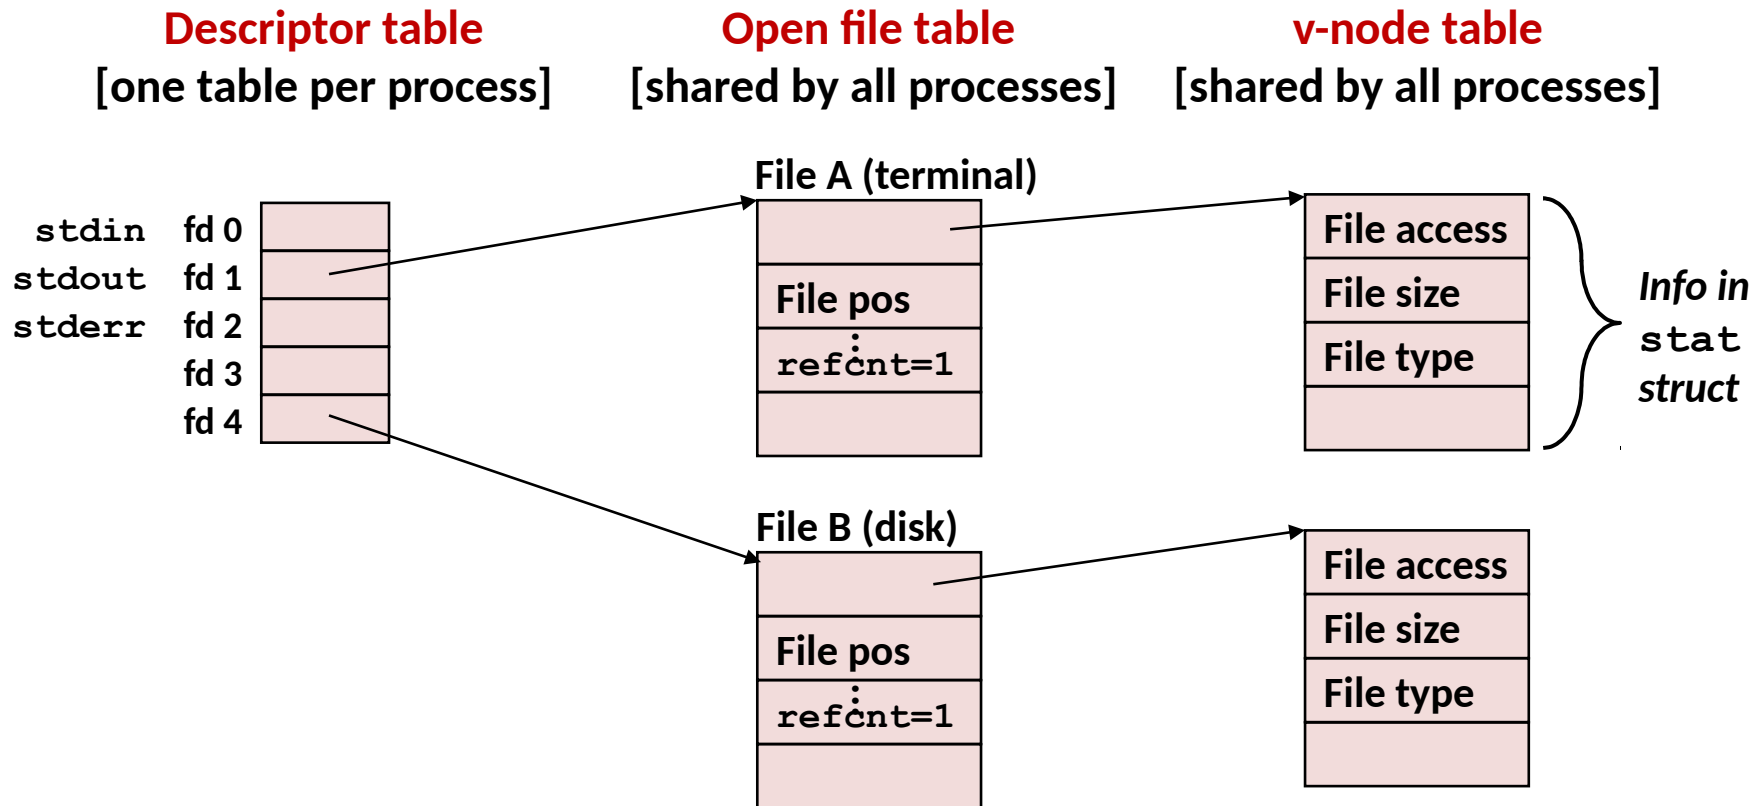 Descriptor table
[one table per process]
Open file table
[shared by all processes]
v-node table
[shared by all processes]
stdin fd 0
stdout fd 1
stderr fd 2
fd 3
fd 4
File A (terminal)
File pos
refcnt=1
File B (disk)
File pos
refcnt=1
File access
File size
File type
Info in
stat
struct
File access
File size
File type